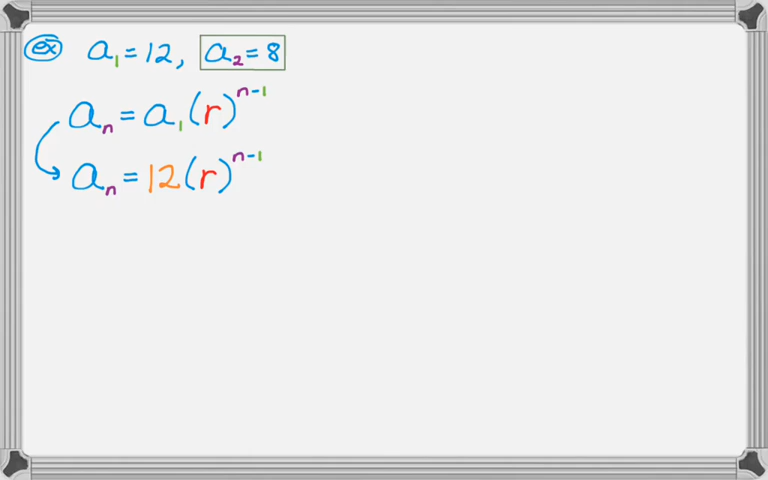 ex a₁ = 12, a₂ = 8
aₙ = a₁(r)ⁿ⁻¹
aₙ = 12(r)ⁿ⁻¹